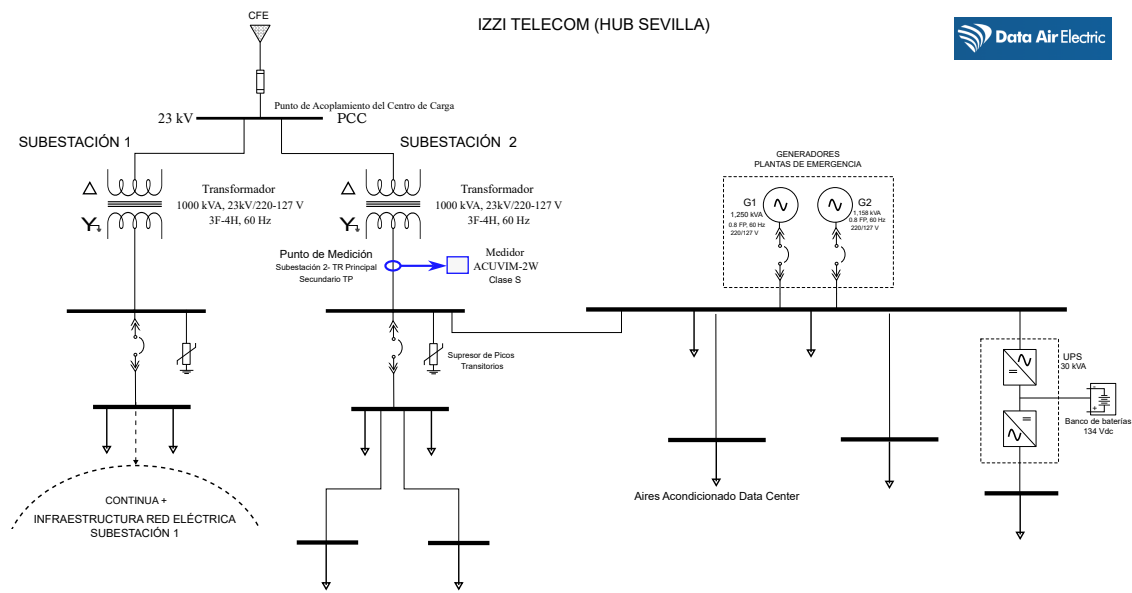 CFE
IZZI TELECOM (HUB SEVILLA)
Data Air Electric
Punto de Acoplamiento del Centro de Carga
23 kV
PCC
SUBESTACIÓN 1
SUBESTACIÓN 2
Transformador
1000 kVA, 23kV/220-127 V
3F-4H, 60 Hz
Transformador
1000 kVA, 23kV/220-127 V
3F-4H, 60 Hz
GENERADORES
PLANTAS DE EMERGENCIA
G1
1,250 kVA
0.8 FP, 60 Hz
220/127 V
G2
1,158 kVA
0.8 FP, 60 Hz
220/127 V
Punto de Medición
Subestación 2- TR Principal
Secundario TP
Medidor
ACUVIM-2W
Clase S
Supresor de Picos
Transitorios
UPS
30 kVA
Banco de baterías
134 Vdc
Aires Acondicionado Data Center
CONTINUA +
INFRAESTRUCTURA RED ELÉCTRICA
SUBESTACIÓN 1